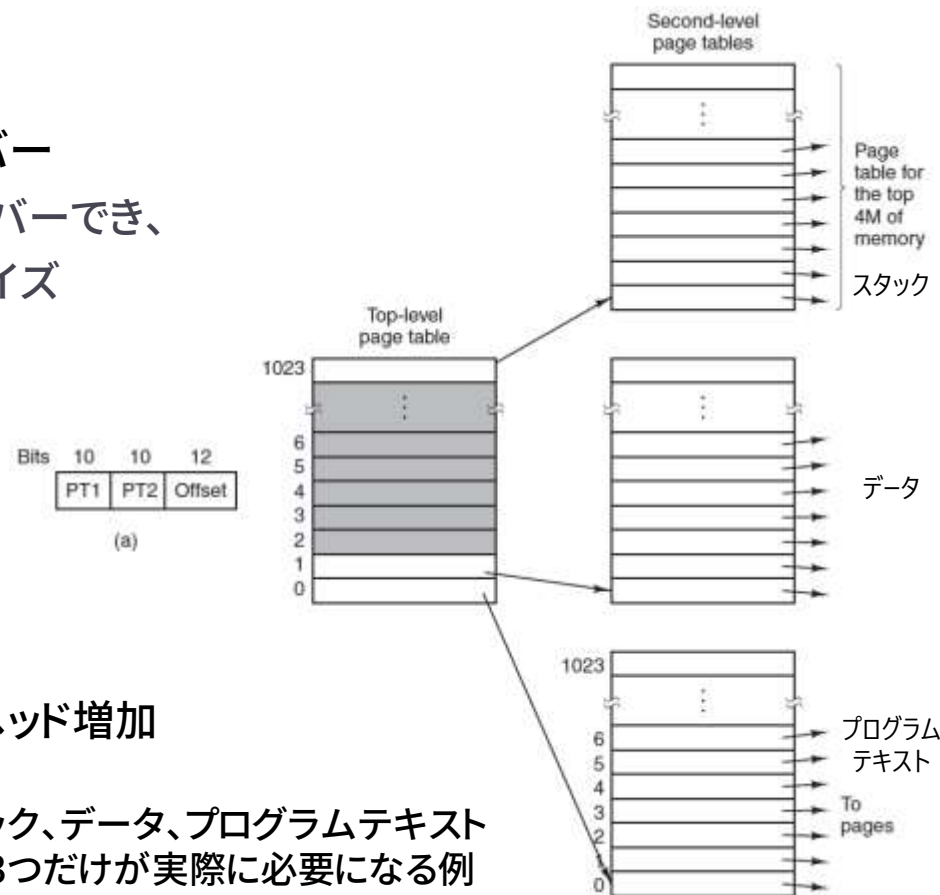 バー
バーでき、
イズ
ヘッド増加
ック、データ、プログラムテキスト
3つだけが実際に必要になる例
Bits 10 10 12
PT1 PT2 Offset
(a)
Top-level
page table
1023
6
5
4
3
2
1
0
Second-level
page tables
Page
table for
the top
4M of
memory
スタック
データ
1023
6
5
4
3
2
0
プログラム
テキスト
To
pages